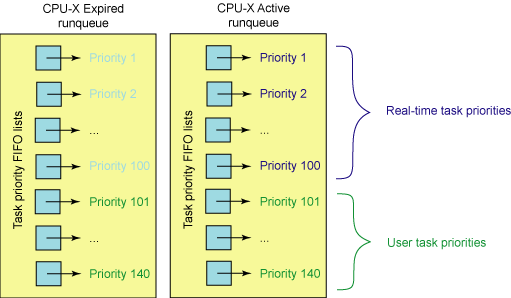 CPU-X Expired
runqueue
Task priority FIFO lists
Priority 1
Priority 2
...
Priority 100
Priority 101
...
Priority 140
CPU-X Active
runqueue
Task priority FIFO lists
Priority 1
Priority 2
...
Priority 100
Priority 101
...
Priority 140
Real-time task priorities
User task priorities